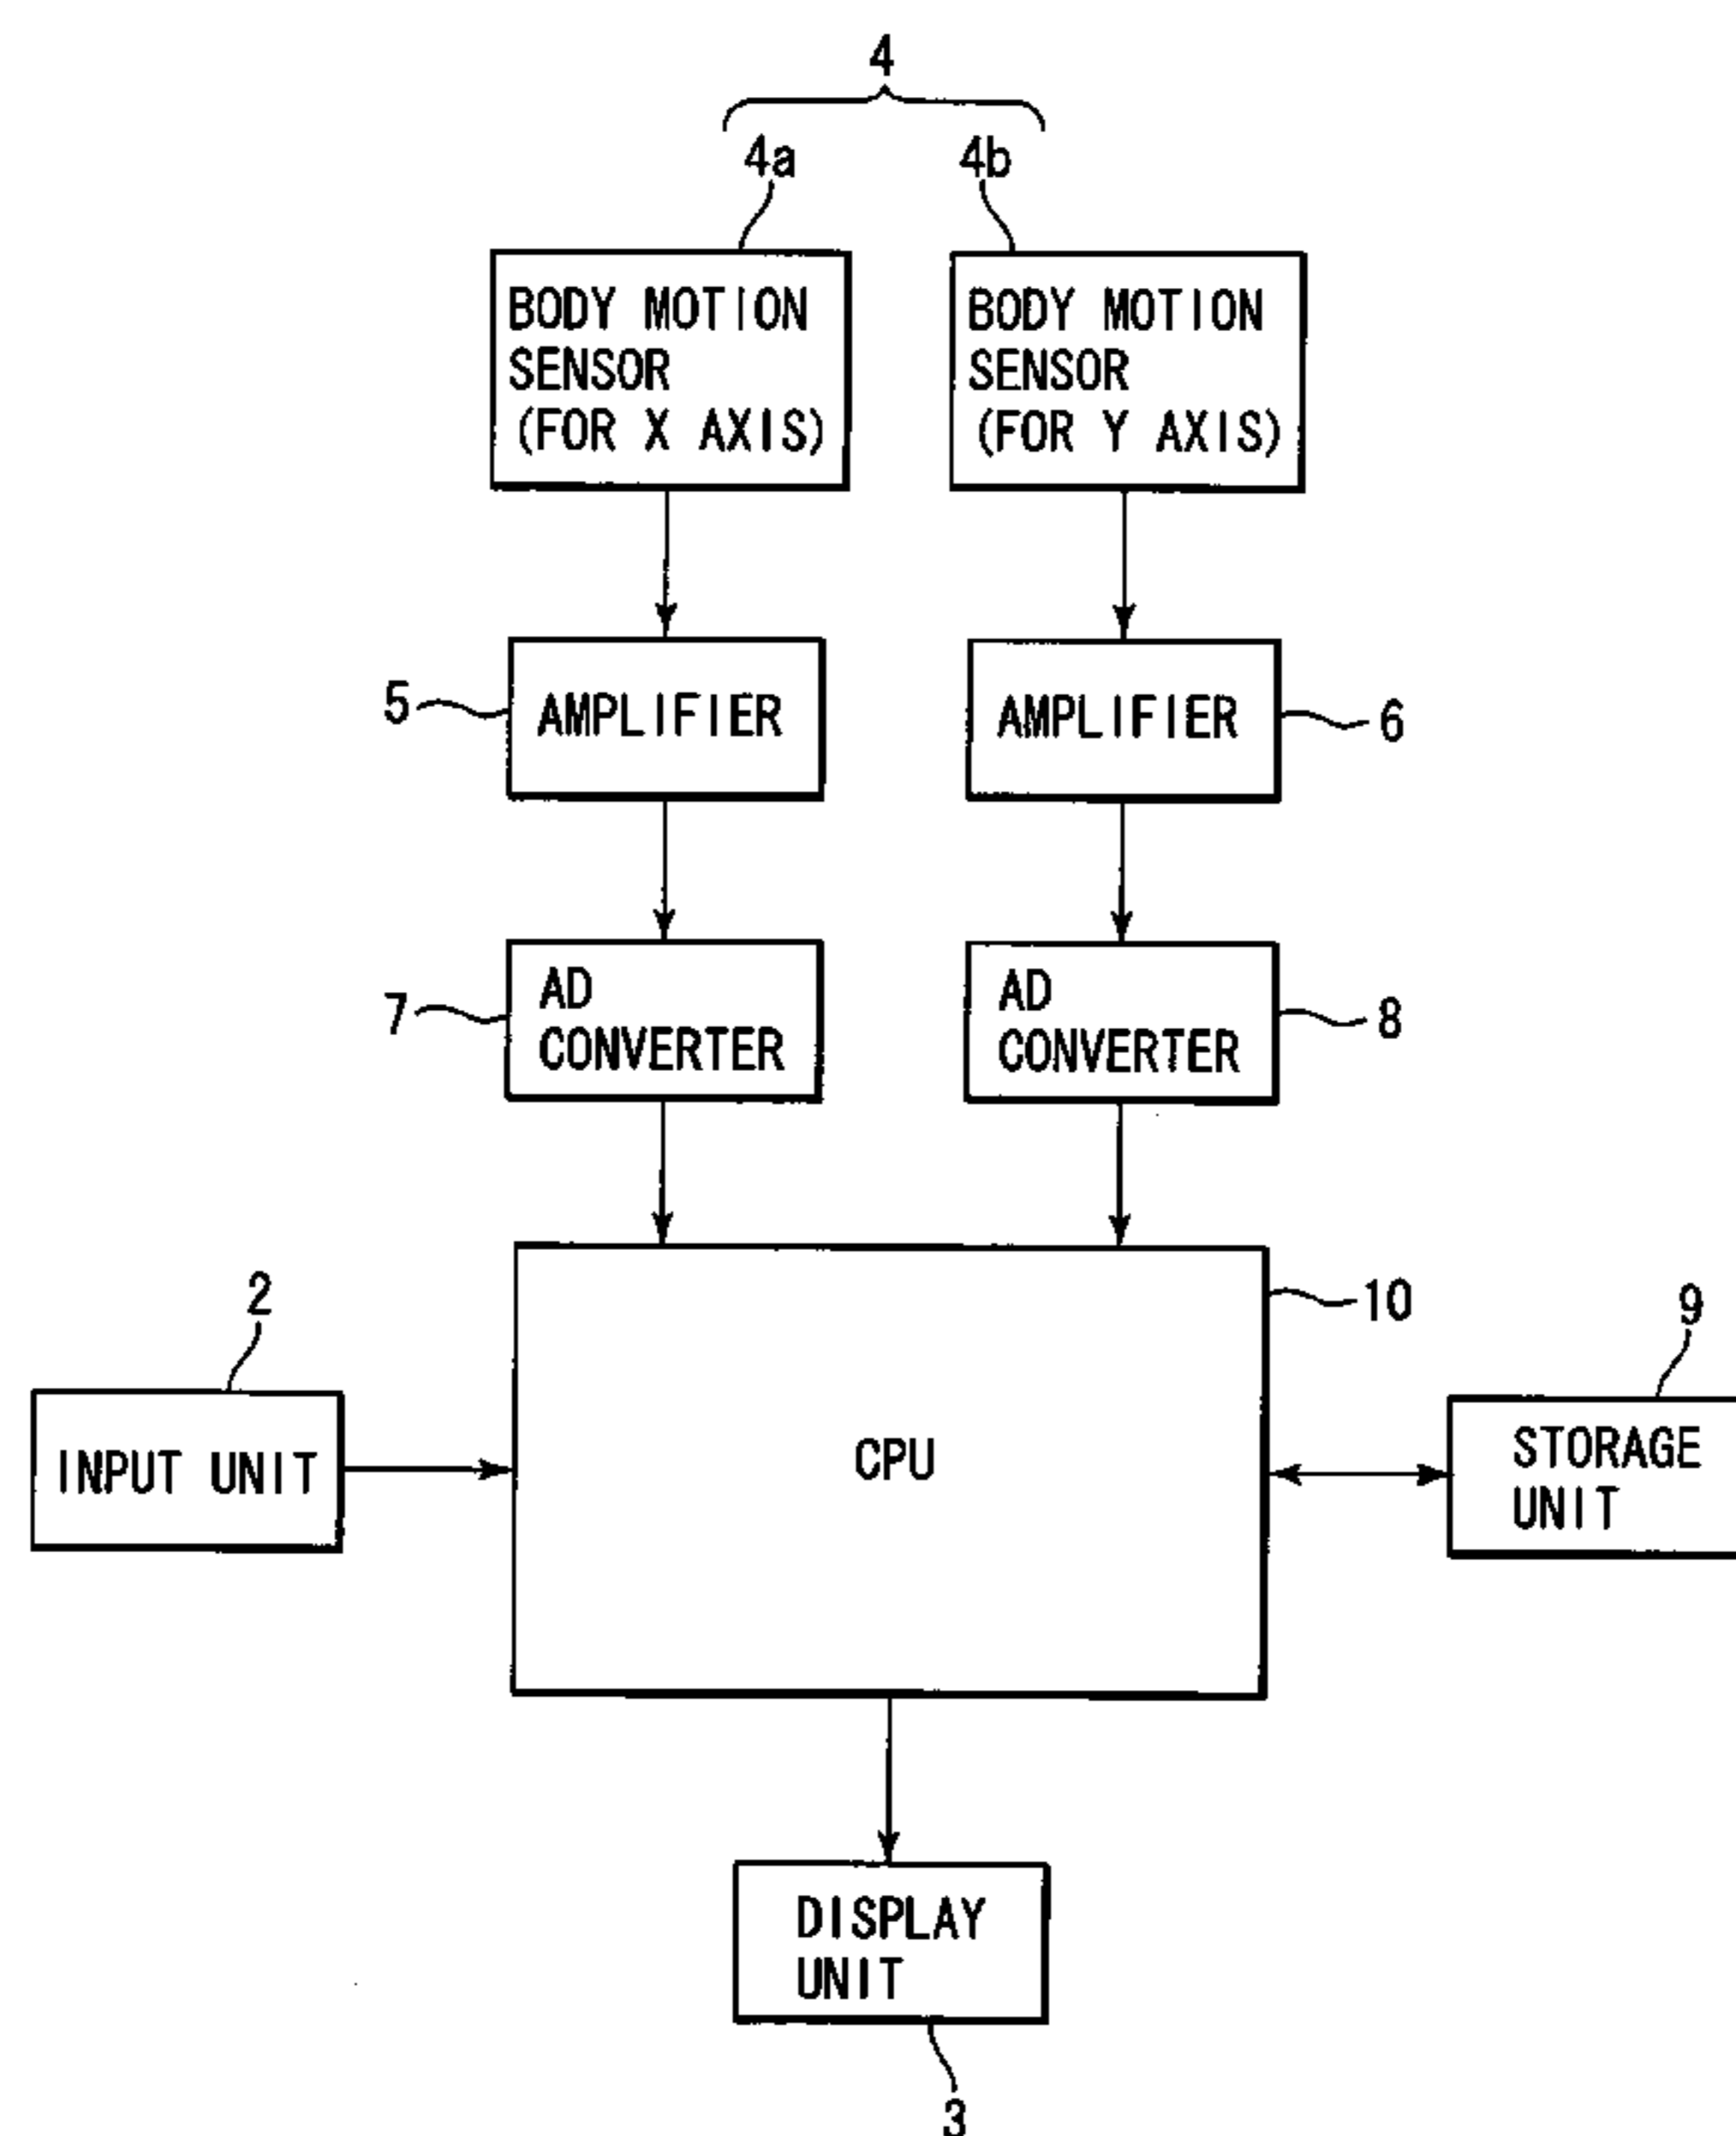 4
4a
4b
BODY MOTION
SENSOR
(FOR X AXIS)
BODY MOTION
SENSOR
(FOR Y AXIS)
5
AMPLIFIER
AMPLIFIER
6
7
AD
CONVERTER
AD
CONVERTER
8
2
10
9
INPUT UNIT
CPU
STORAGE
UNIT
DISPLAY
UNIT
3